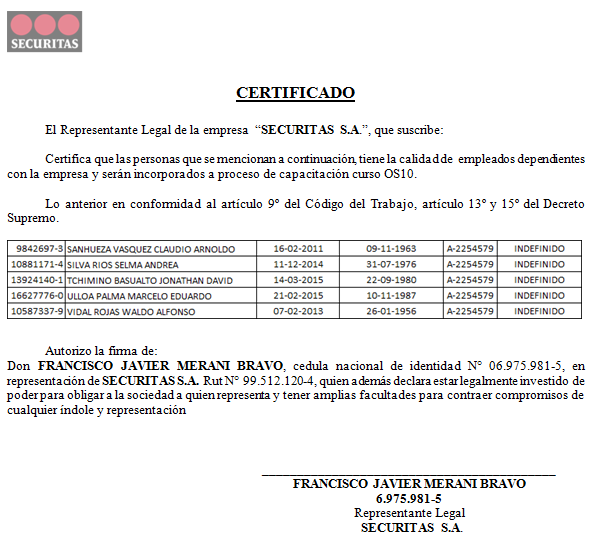 SECURITAS
CERTIFICADO
El Representante Legal de la empresa “SECURITAS S.A.”, que suscribe:
Certifica que las personas que se mencionan a continuación, tiene la calidad de empleados dependientes
con la empresa y serán incorporados a proceso de capacitación curso OS10.
Lo anterior en conformidad al artículo 9º del Código del Trabajo, artículo 13º y 15º del Decreto
Supremo.
9842697-3 SANHUEZA VASQUEZ CLAUDIO ARNOLDO 16-02-2011 09-11-1963 A-2254579 INDEFINIDO
10881171-4 SILVA RIOS SELMA ANDREA 11-12-2014 31-07-1976 A-2254579 INDEFINIDO
13924140-1 TCHIMINO BASUALTO JONATHAN DAVID 14-03-2015 22-09-1980 A-2254579 INDEFINIDO
16627776-0 ULLOA PALMA MARCELO EDUARDO 21-02-2015 10-11-1987 A-2254579 INDEFINIDO
10587337-9 VIDAL ROJAS WALDO ALFONSO 07-02-2013 26-01-1956 A-2254579 INDEFINIDO
Autorizo la firma de:
Don FRANCISCO JAVIER MERANI BRAVO, cedula nacional de identidad N° 06.975.981-5, en
representación de SECURITAS S.A. Rut N° 99.512.120-4, quien además declara estar legalmente investido de
poder para obligar a la sociedad a quien representa y tener amplias facultades para contraer compromisos de
cualquier índole y representación
FRANCISCO JAVIER MERANI BRAVO
6.975.981-5
Representante Legal
SECURITAS S.A.